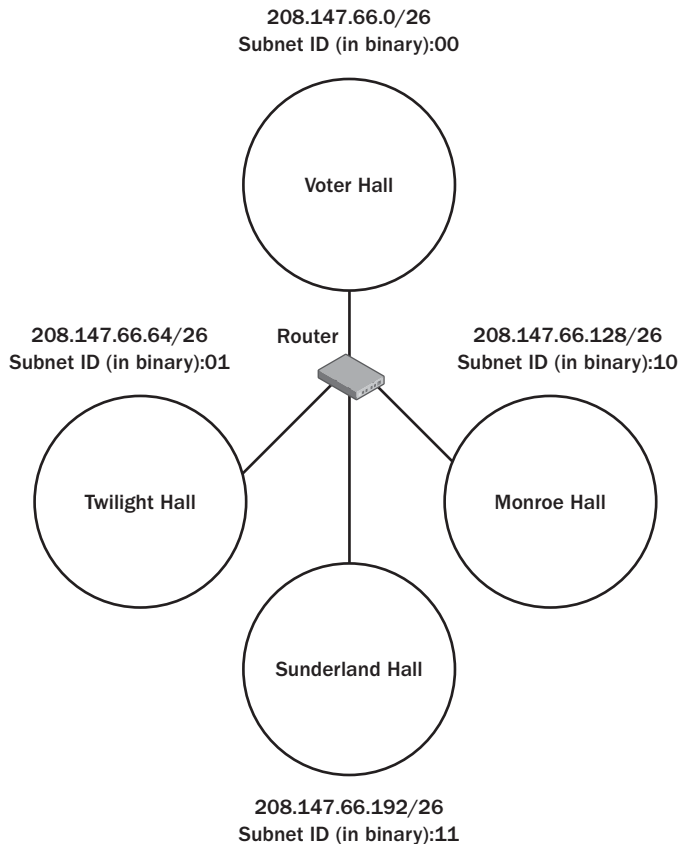 208.147.66.0/26
Subnet ID (in binary):00
Voter Hall
208.147.66.64/26
Subnet ID (in binary):01
Router
208.147.66.128/26
Subnet ID (in binary):10
Twilight Hall
Monroe Hall
Sunderland Hall
208.147.66.192/26
Subnet ID (in binary):11